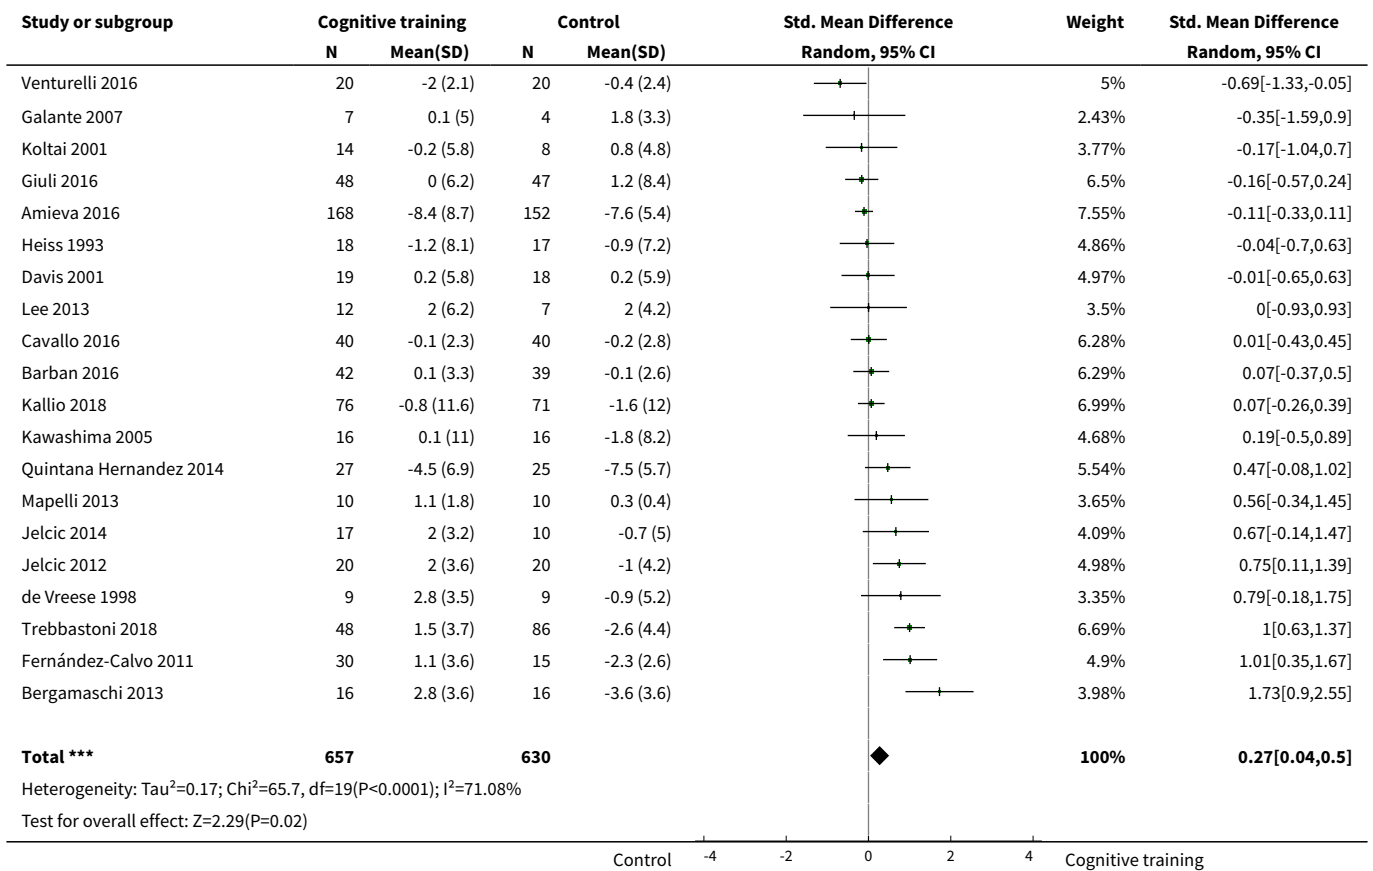 Study or subgroup Cognitive training Control Std. Mean Difference Weight Std. Mean Difference
N Mean(SD) N Mean(SD) Random, 95% CI Random, 95% CI
Venturelli 2016 20 -2 (2.1) 20 -0.4 (2.4) 5% -0.69[-1.33,-0.05]
Galante 2007 7 0.1 (5) 4 1.8 (3.3) 2.43% -0.35[-1.59,0.9]
Koltai 2001 14 -0.2 (5.8) 8 0.8 (4.8) 3.77% -0.17[-1.04,0.7]
Giuli 2016 48 0 (6.2) 47 1.2 (8.4) 6.5% -0.16[-0.57,0.24]
Amieva 2016 168 -8.4 (8.7) 152 -7.6 (5.4) 7.55% -0.11[-0.33,0.11]
Heiss 1993 18 -1.2 (8.1) 17 -0.9 (7.2) 4.86% -0.04[-0.7,0.63]
Davis 2001 19 0.2 (5.8) 18 0.2 (5.9) 4.97% -0.01[-0.65,0.63]
Lee 2013 12 2 (6.2) 7 2 (4.2) 3.5% 0[-0.93,0.93]
Cavallo 2016 40 -0.1 (2.3) 40 -0.2 (2.8) 6.28% 0.01[-0.43,0.45]
Barban 2016 42 0.1 (3.3) 39 -0.1 (2.6) 6.29% 0.07[-0.37,0.5]
Kallio 2018 76 -0.8 (11.6) 71 -1.6 (12) 6.99% 0.07[-0.26,0.39]
Kawashima 2005 16 0.1 (11) 16 -1.8 (8.2) 4.68% 0.19[-0.5,0.89]
Quintana Hernandez 2014 27 -4.5 (6.9) 25 -7.5 (5.7) 5.54% 0.47[-0.08,1.02]
Mapelli 2013 10 1.1 (1.8) 10 0.3 (0.4) 3.65% 0.56[-0.34,1.45]
Jelcic 2014 17 2 (3.2) 10 -0.7 (5) 4.09% 0.67[-0.14,1.47]
Jelcic 2012 20 2 (3.6) 20 -1 (4.2) 4.98% 0.75[0.11,1.39]
de Vreese 1998 9 2.8 (3.5) 9 -0.9 (5.2) 3.35% 0.79[-0.18,1.75]
Trebbastoni 2018 48 1.5 (3.7) 86 -2.6 (4.4) 6.69% 1[0.63,1.37]
Fernández-Calvo 2011 30 1.1 (3.6) 15 -2.3 (2.6) 4.9% 1.01[0.35,1.67]
Bergamaschi 2013 16 2.8 (3.6) 16 -3.6 (3.6) 3.98% 1.73[0.9,2.55]
Total *** 657 630 100% 0.27[0.04,0.5]
Heterogeneity: Tau²=0.17; Chi²=65.7, df=19(P<0.0001); I²=71.08%
Test for overall effect: Z=2.29(P=0.02)
Control -4 -2 0 2 4 Cognitive training